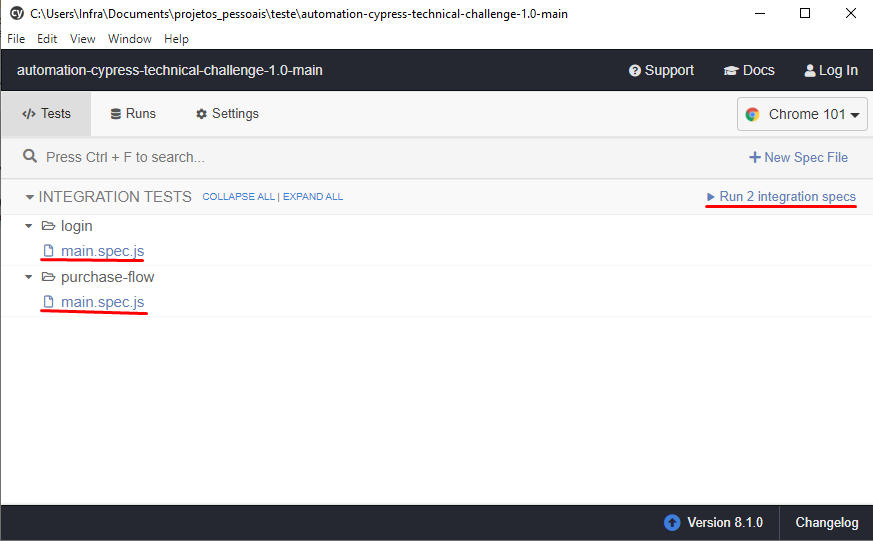 cy C:\Users\Infra\Documents\projetos_pessoais\teste\automation-cypress-technical-challenge-1.0-main
File Edit View Window Help
automation-cypress-technical-challenge-1.0-main Support Docs Log In
</> Tests Runs Settings Chrome 101
Press Ctrl + F to search... + New Spec File
INTEGRATION TESTS COLLAPSE ALL | EXPAND ALL Run 2 integration specs
login
main.spec.js
purchase-flow
main.spec.js
Version 8.1.0 Changelog